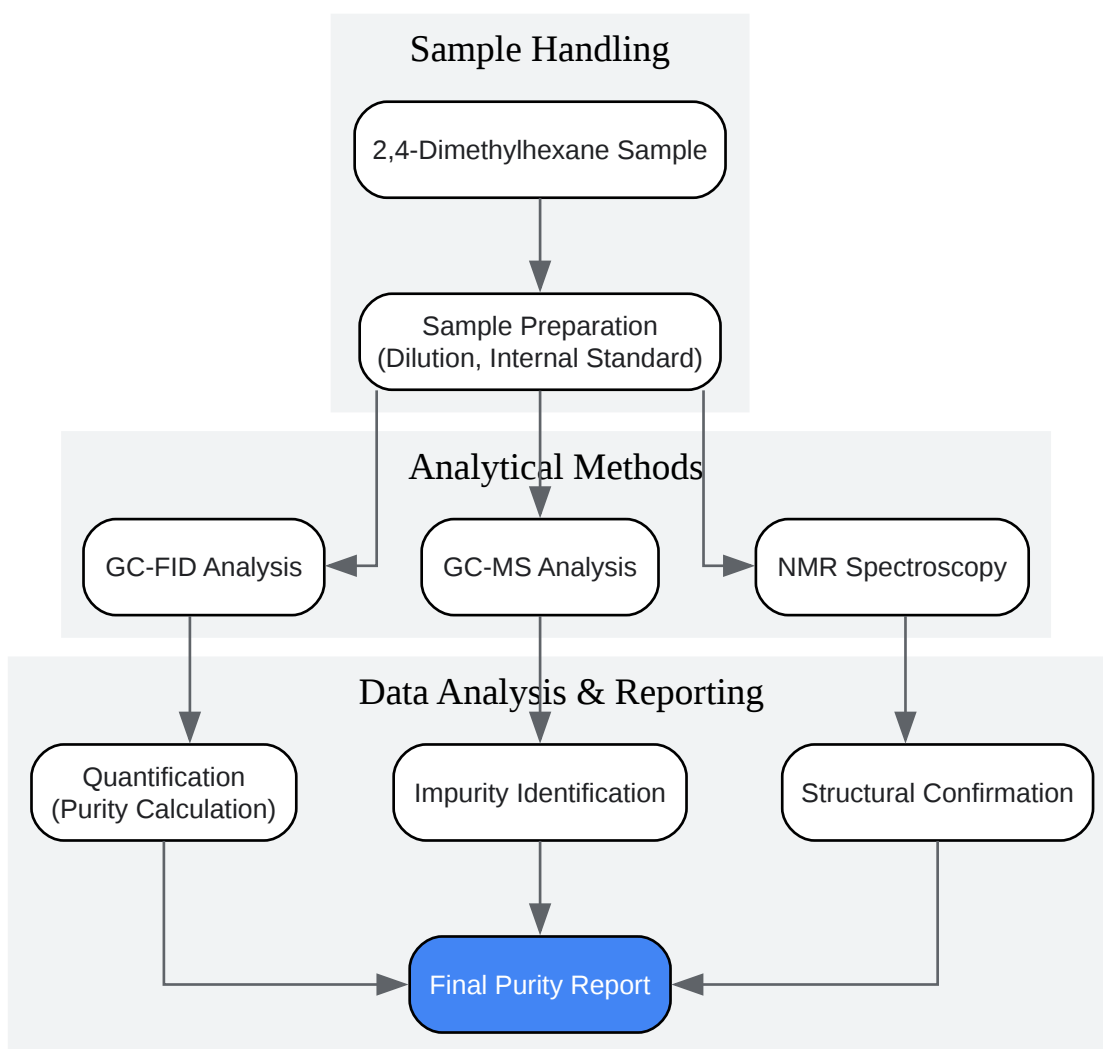 Sample Handling
2,4-Dimethylhexane Sample
Sample Preparation
(Dilution, Internal Standard)
Analytical Methods
GC-FID Analysis
GC-MS Analysis
NMR Spectroscopy
Data Analysis & Reporting
Quantification
(Purity Calculation)
Impurity Identification
Structural Confirmation
Final Purity Report